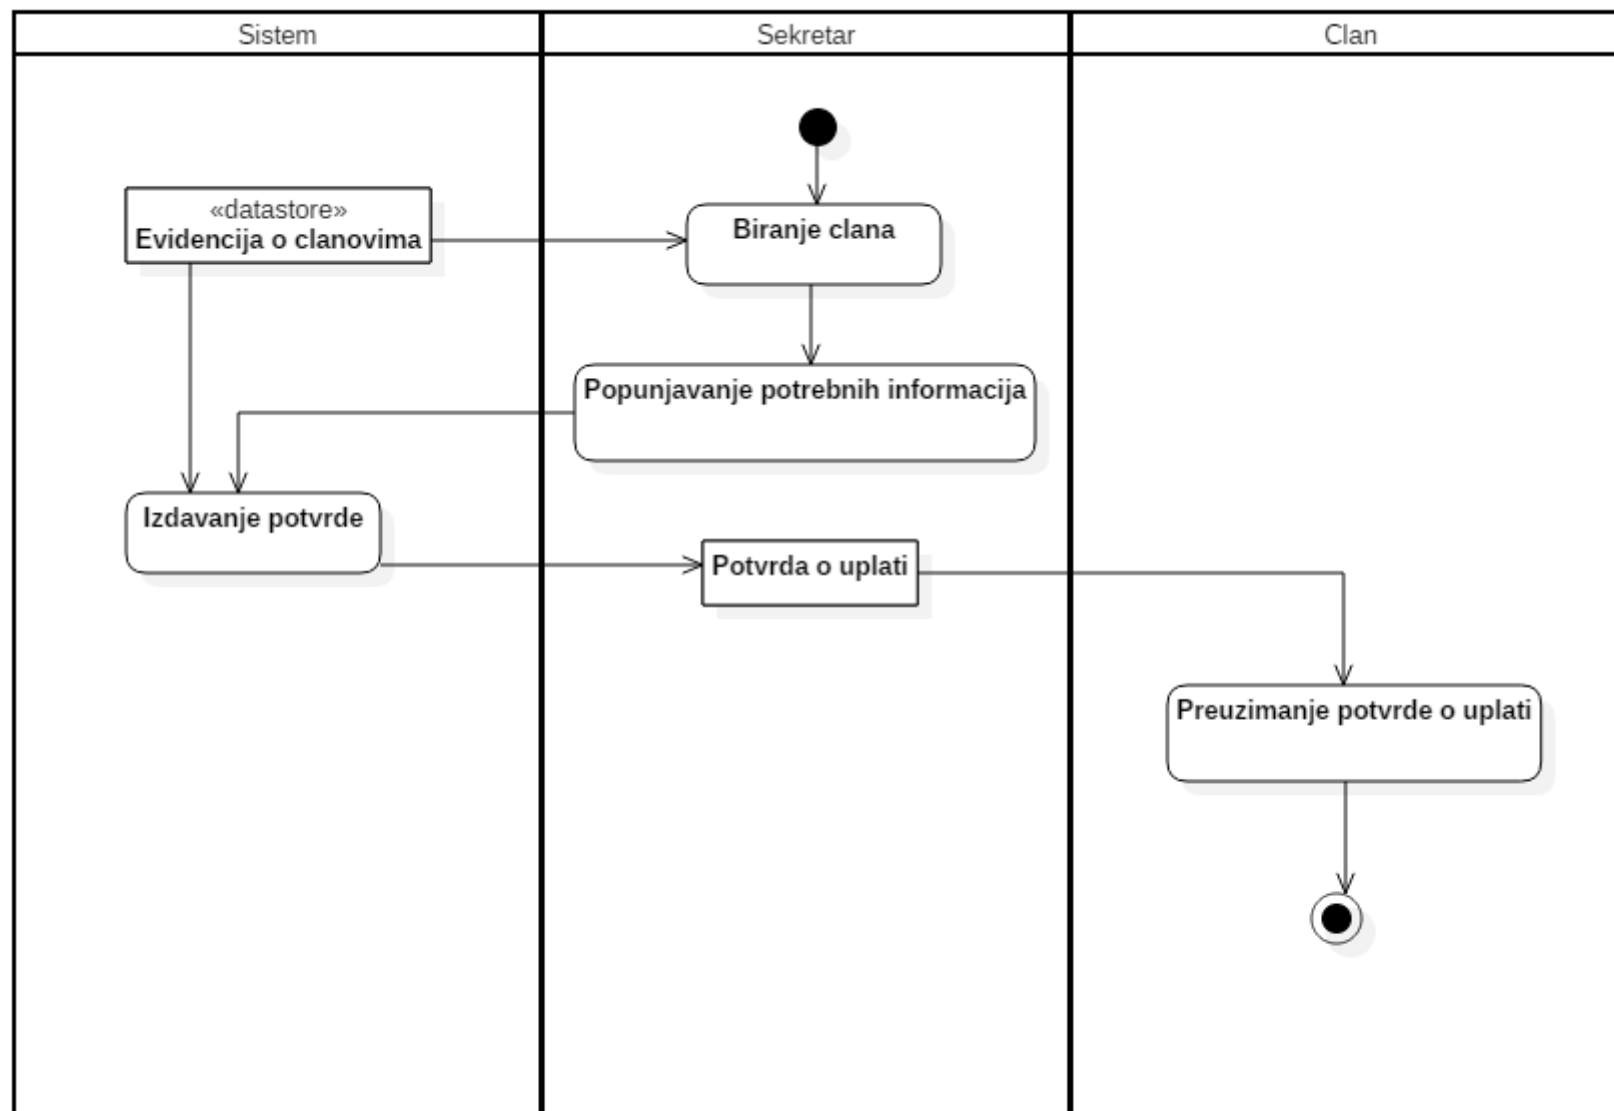 Sistem
Sekretar
Clan
«datastore»
Evidencija o clanovima
Biranje clana
Popunjavanje potrebnih informacija
Izdavanje potvrde
Potvrda o uplati
Preuzimanje potvrde o uplati